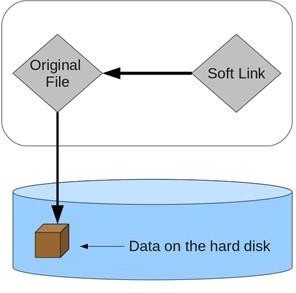 Original
File
Soft Link
Data on the hard disk